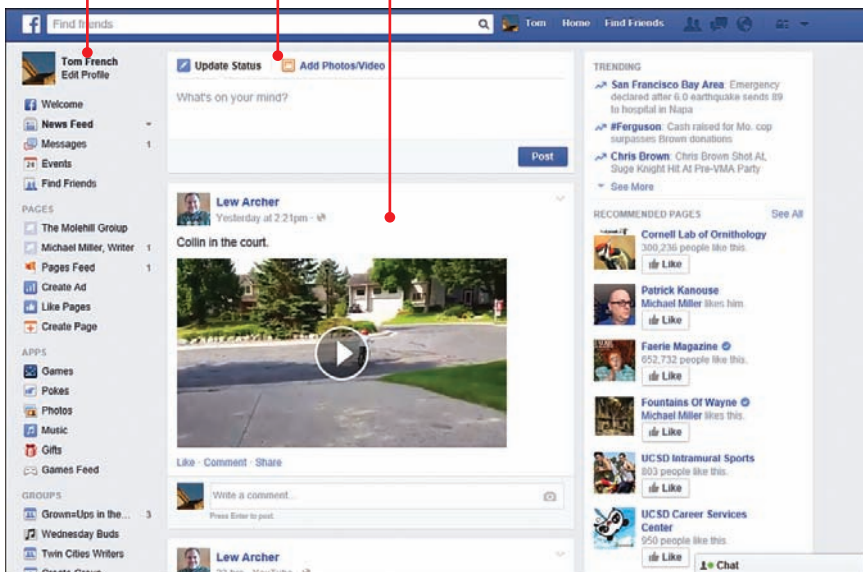 f
Find friends
Tom Home Find Friends
Tom French
Edit Profile
Welcome
News Feed
Messages 1
Events
Find Friends
PAGES
The Molehill Groiup
Michael Miller, Writer 1
Pages Feed 1
Create Ad
Like Pages
Create Page
APPS
Games
Pokes
Photos
Music
Gifts
Games Feed
GROUPS
Grown=Ups in the... 3
Wednesday Buds
Twin Cities Writers
Create Group
Update Status Add Photos/Video
What's on your mind?
Post
Lew Archer
Yesterday at 2:21pm ·
Collin in the court.
Like · Comment · Share
Write a comment...
Press Enter to post.
Lew Archer
TRENDING
San Francisco Bay Area: Emergency
declared after 6.0 earthquake sends 89
to hospital in Napa
#Ferguson: Cash raised for Mo. cop
surpasses Brown donations
Chris Brown: Chris Brown Shot At,
Suge Knight Hit At Pre-VMA Party
See More
RECOMMENDED PAGES See All
Cornell Lab of Ornithology
300,236 people like this.
Like
Patrick Kanouse
Michael Miller likes him.
Like
Faerie Magazine
652,732 people like this.
Like
Fountains Of Wayne
Michael Miller likes this.
Like
UCSD Intramural Sports
803 people like this.
Like
UCSD Career Services
Center
950 people like this.
Like
1 Chat